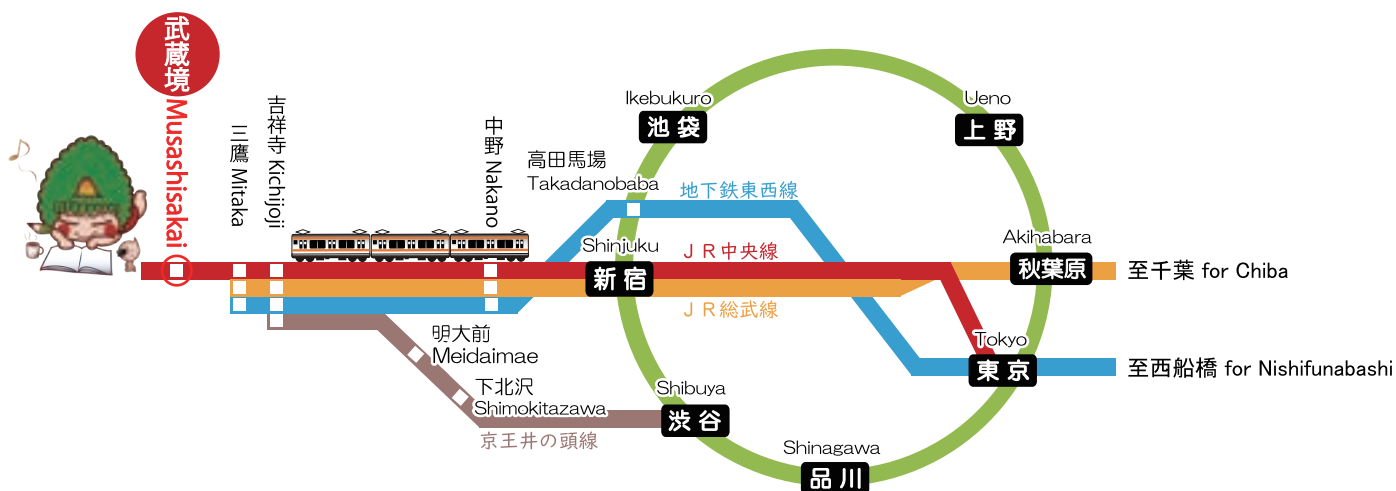 武蔵境
Musashisakai
三鷹 Mitaka
吉祥寺 Kichijoji
中野 Nakano
高田馬場
Takadanobaba
Ikebukuro
池袋
Ueno
上野
地下鉄東西線
Shinjuku
新宿
JR中央線
JR総武線
Akihabara
秋葉原
至千葉 for Chiba
Tokyo
東京
至西船橋 for Nishifunabashi
明大前
Meidaimae
下北沢
Shimokitazawa
京王井の頭線
Shibuya
渋谷
Shinagawa
品川